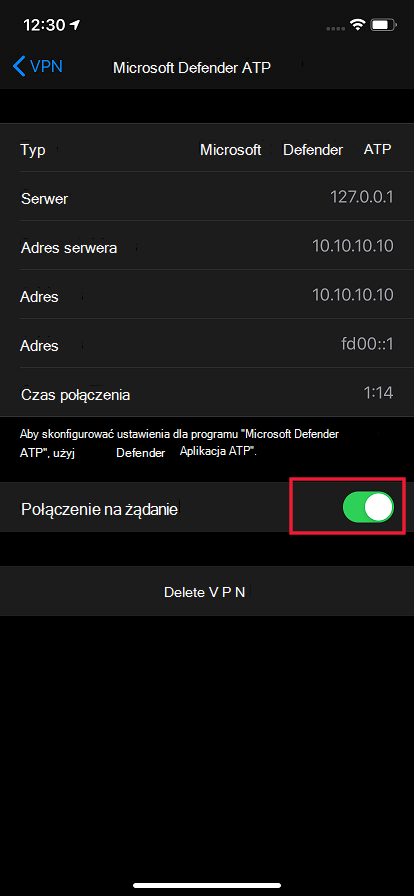 12:30
VPN Microsoft Defender ATP
Typ Microsoft Defender ATP
Serwer 127.0.0.1
Adres serwera 10.10.10.10
Adres 10.10.10.10
Adres fd00::1
Czas połączenia 1:14
Aby skonfigurować ustawienia dla programu "Microsoft Defender
ATP", użyj Defender Aplikacja ATP".
Połączenie na żądanie
Delete V P N